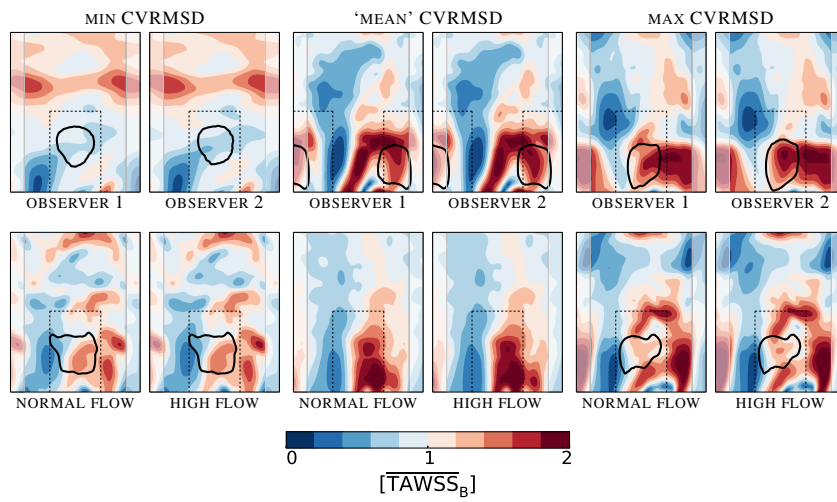 MIN CVRMSD ‘MEAN’ CVRMSD MAX CVRMSD
OBSERVER 1 OBSERVER 2 OBSERVER 1 OBSERVER 2 OBSERVER 1 OBSERVER 2
NORMAL FLOW HIGH FLOW NORMAL FLOW HIGH FLOW NORMAL FLOW HIGH FLOW
0 1 2
[TAWSS_B]